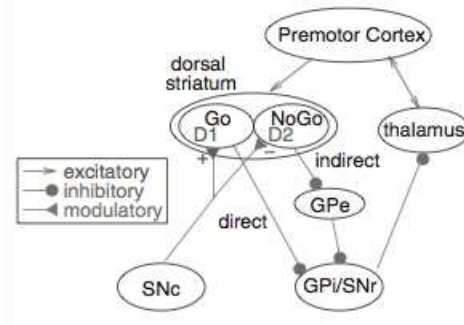 Premotor Cortex
dorsal
striatum
Go
NoGo
D1
D2
thalamus
+
–
indirect
excitatory
inhibitory
modulatory
GPe
direct
SNc
GPi/SNr